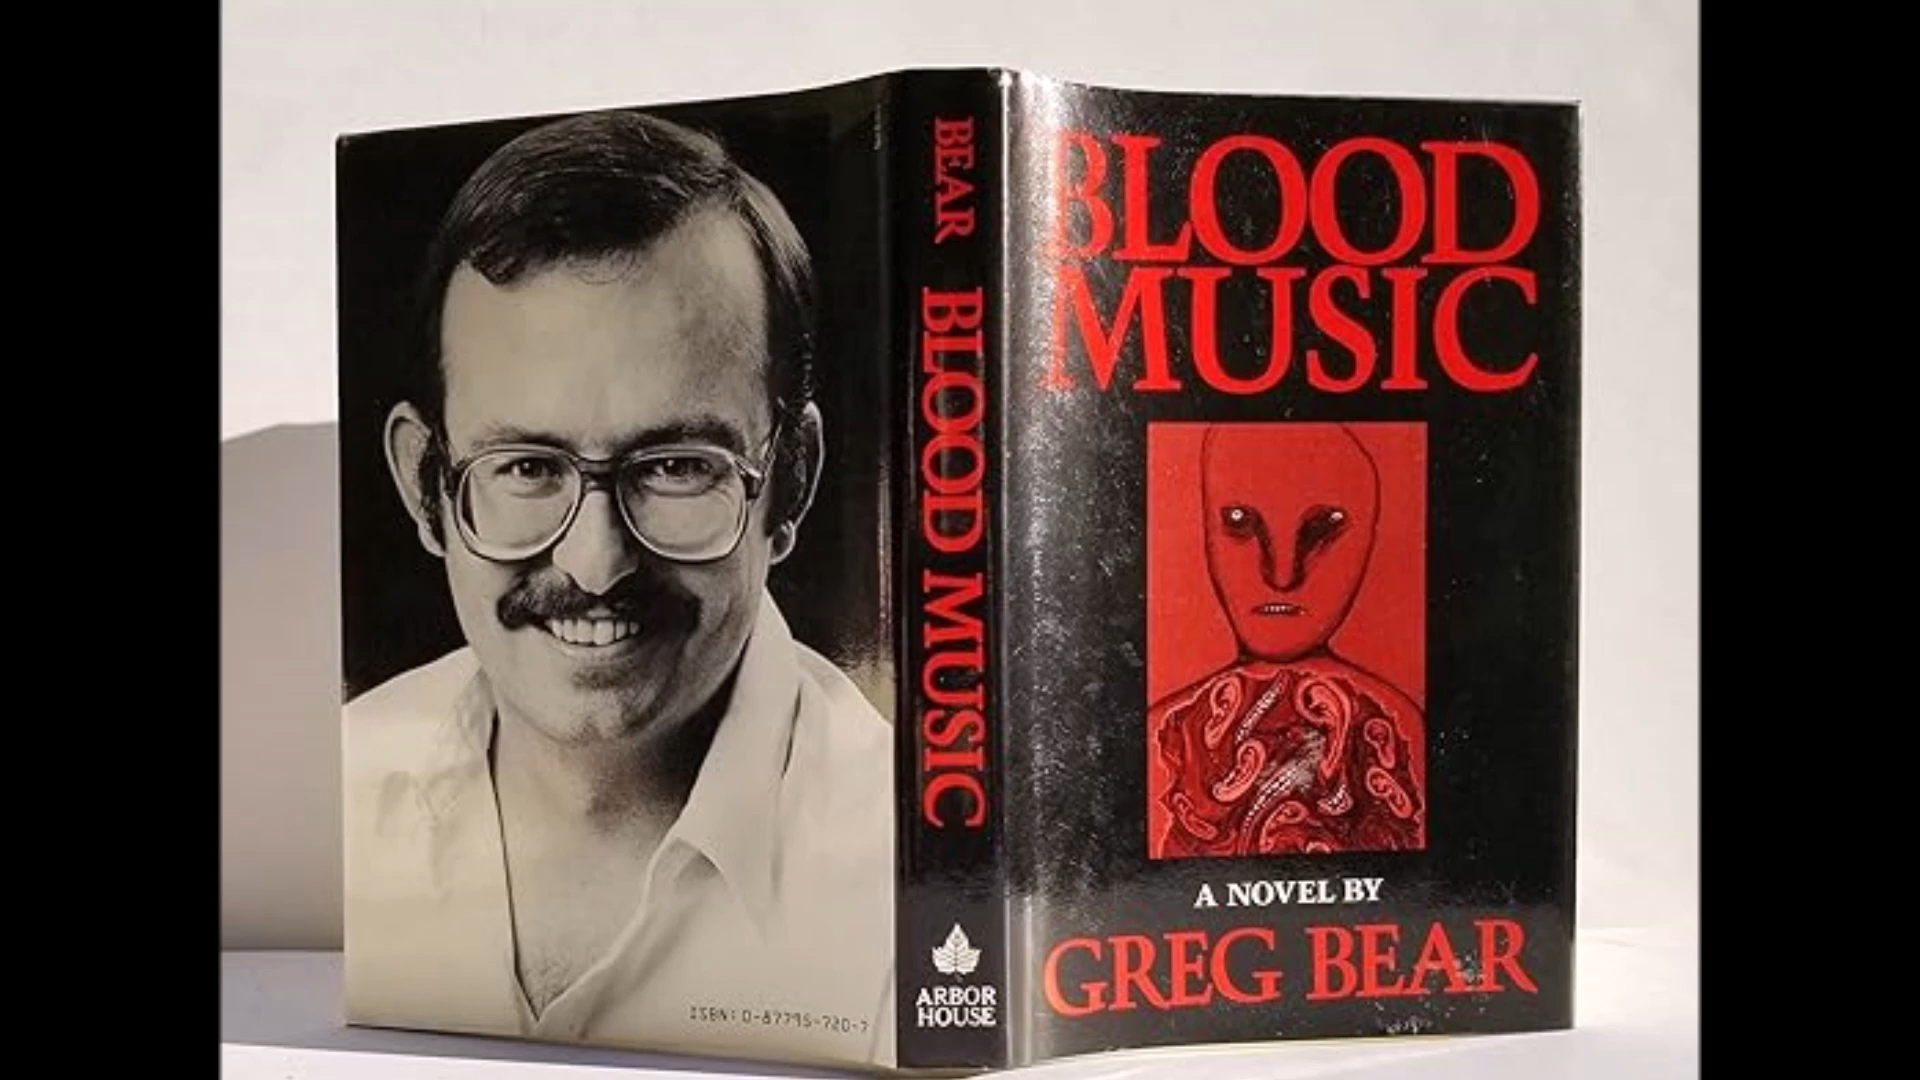 ISBN: 0-87795-720-7
BEAR BLOOD MUSIC
ARBOR
HOUSE
BLOOD
MUSIC
A NOVEL BY
GREG BEAR